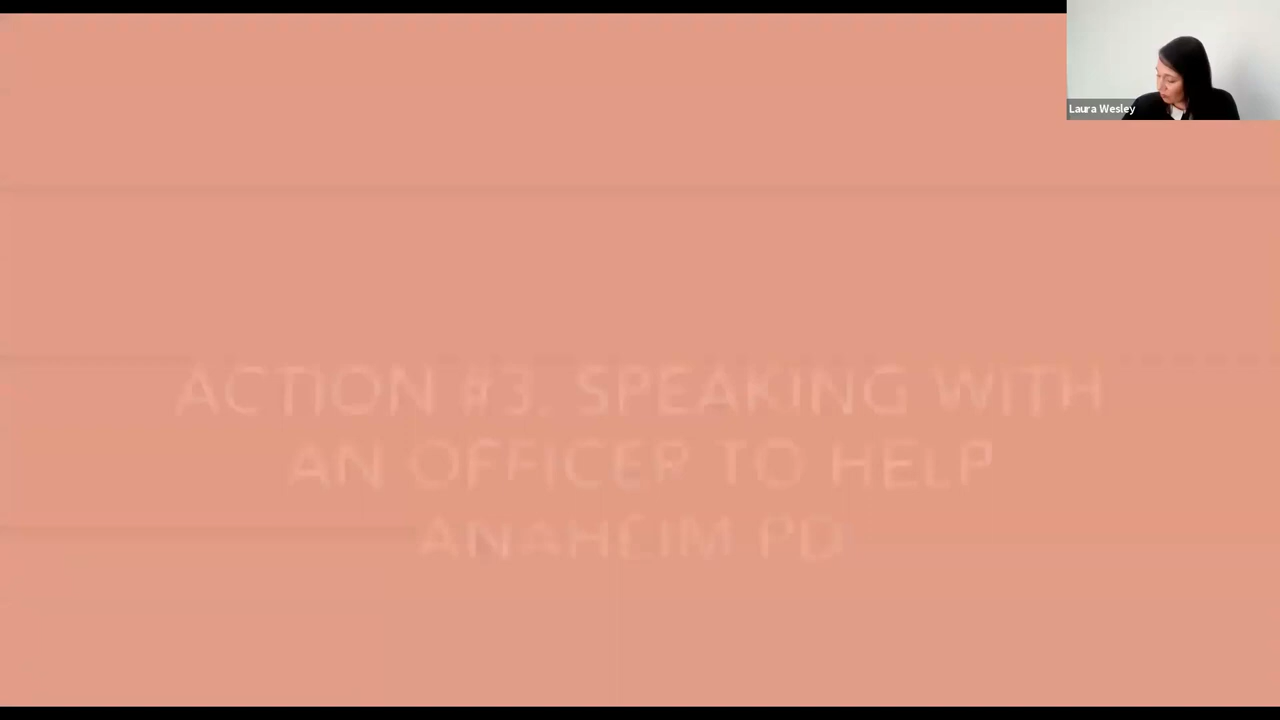 Laura Wesley
ACTION #3. SPEAKING WITH
AN OFFICER TO HELP
ANAHEIM PD